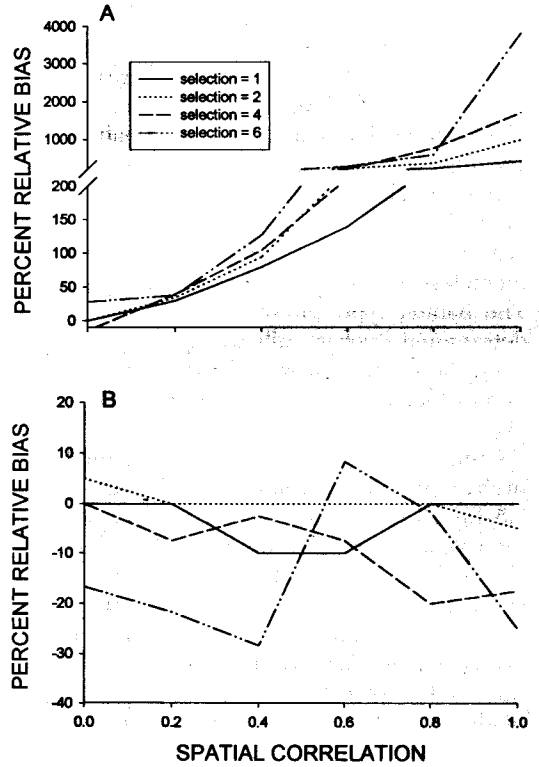 A
PERCENT RELATIVE BIAS
4000
3000
2000
1000
200
150
100
50
0
selection = 1
selection = 2
selection = 4
selection = 6
B
PERCENT RELATIVE BIAS
20
10
0
-10
-20
-30
-40
0.0 0.2 0.4 0.6 0.8 1.0
SPATIAL CORRELATION